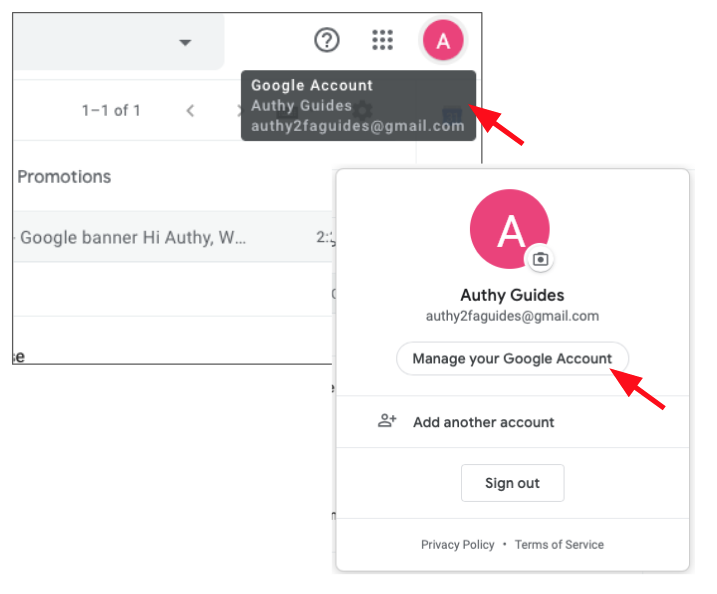 A
Google Account
Authy Guides
authy2faguides@gmail.com
1–1 of 1
Promotions
Google banner Hi Authy, W...
2:
A
Authy Guides
authy2faguides@gmail.com
Manage your Google Account
Add another account
Sign out
Privacy Policy • Terms of Service